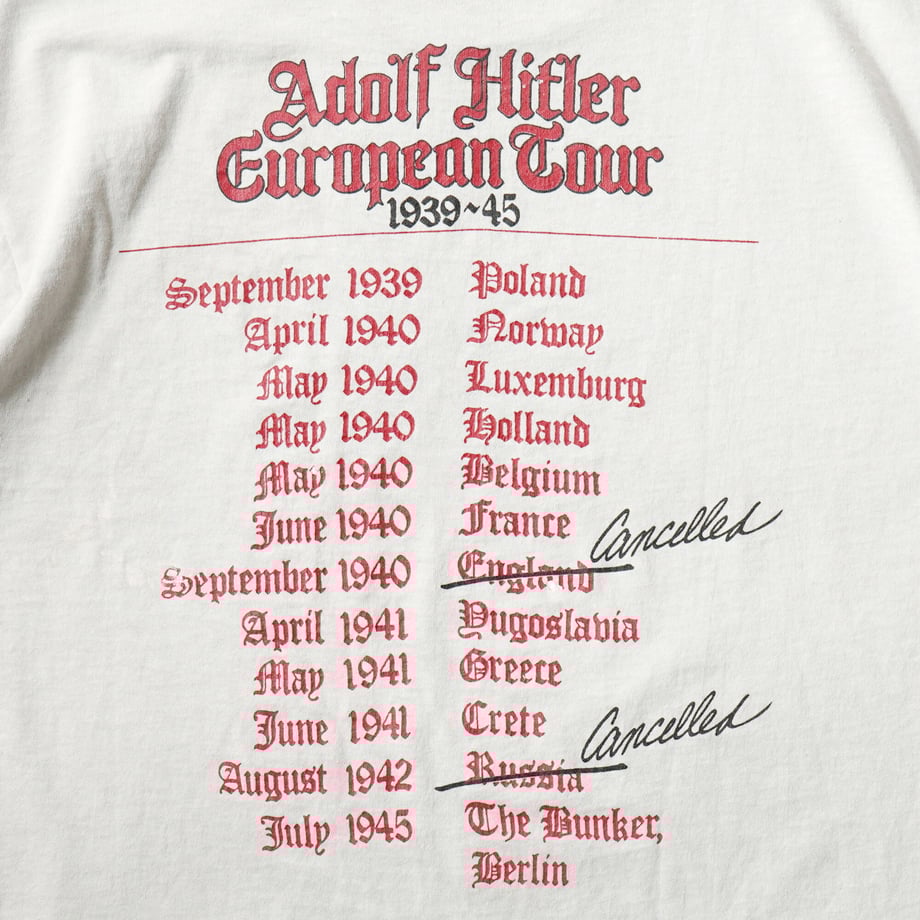 Adolf Hitler
European Tour
1939~45
September 1939 Poland
April 1940 Norway
May 1940 Luxemburg
May 1940 Holland
May 1940 Belgium
June 1940 France
Cancelled
September 1940 England
April 1941 Yugoslavia
May 1941 Greece
June 1941 Crete
Cancelled
August 1942 Russia
July 1945 The Bunker,
Berlin